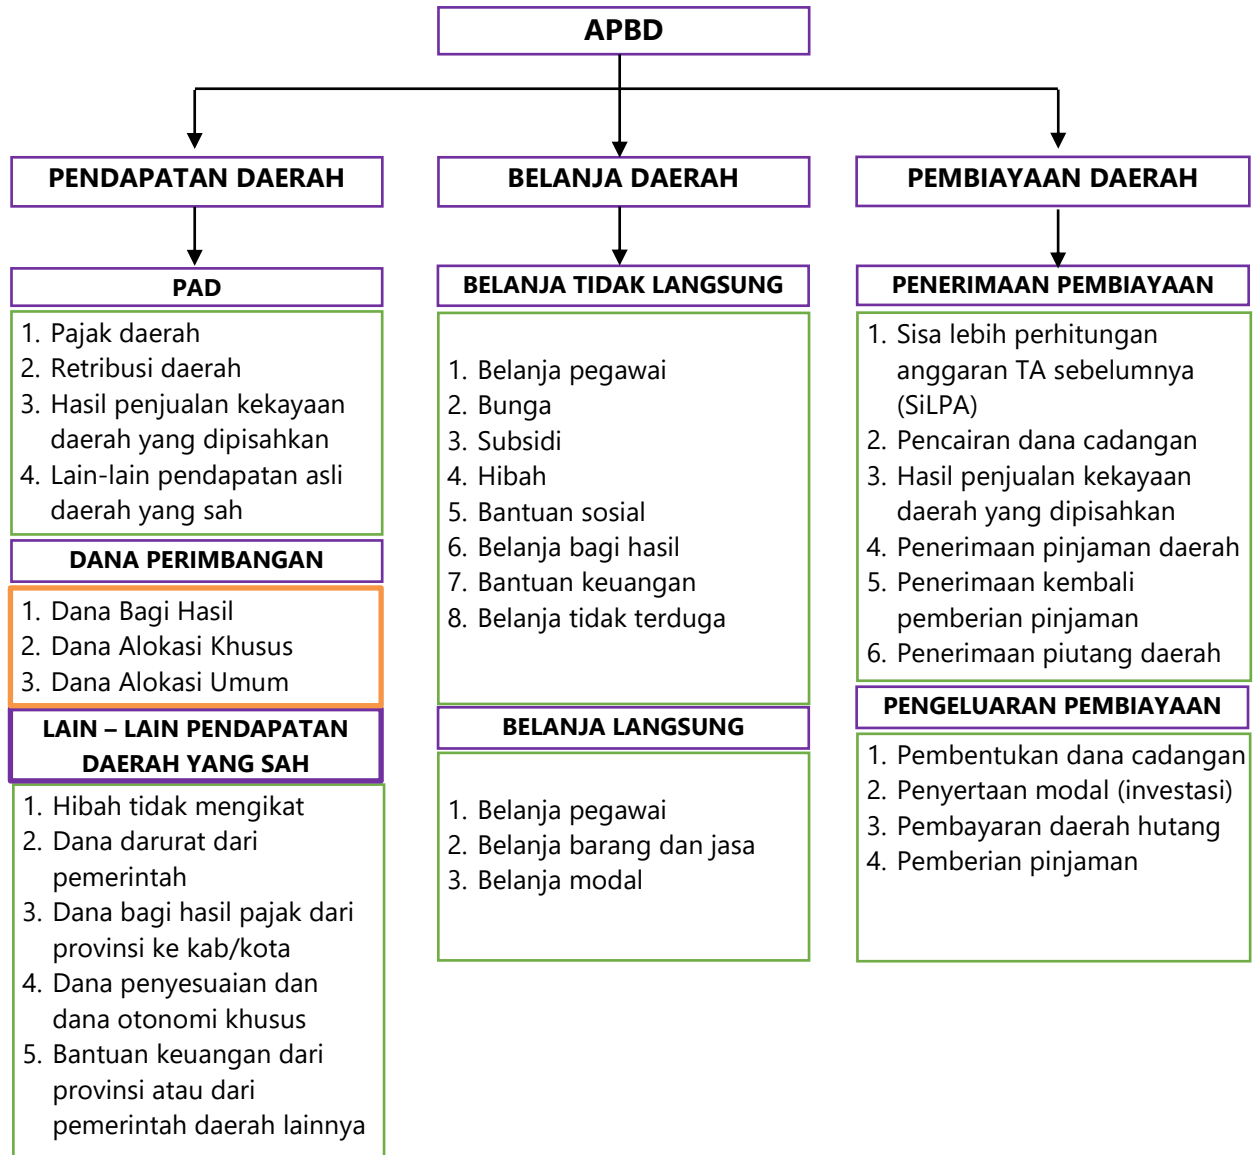 APBD
PENDAPATAN DAERAH
PAD
1. Pajak daerah
2. Retribusi daerah
3. Hasil penjualan kekayaan
daerah yang dipisahkan
4. Lain-lain pendapatan asli
daerah yang sah
DANA PERIMBANGAN
1. Dana Bagi Hasil
2. Dana Alokasi Khusus
3. Dana Alokasi Umum
LAIN – LAIN PENDAPATAN
DAERAH YANG SAH
1. Hibah tidak mengikat
2. Dana darurat dari
pemerintah
3. Dana bagi hasil pajak dari
provinsi ke kab/kota
4. Dana penyesuaian dan
dana otonomi khusus
5. Bantuan keuangan dari
provinsi atau dari
pemerintah daerah lainnya
BELANJA DAERAH
BELANJA TIDAK LANGSUNG
1. Belanja pegawai
2. Bunga
3. Subsidi
4. Hibah
5. Bantuan sosial
6. Belanja bagi hasil
7. Bantuan keuangan
8. Belanja tidak terduga
BELANJA LANGSUNG
1. Belanja pegawai
2. Belanja barang dan jasa
3. Belanja modal
PEMBIAYAAN DAERAH
PENERIMAAN PEMBIAYAAN
1. Sisa lebih perhitungan
anggaran TA sebelumnya
(SiLPA)
2. Pencairan dana cadangan
3. Hasil penjualan kekayaan
daerah yang dipisahkan
4. Penerimaan pinjaman daerah
5. Penerimaan kembali
pemberian pinjaman
6. Penerimaan piutang daerah
PENGELUARAN PEMBIAYAAN
1. Pembentukan dana cadangan
2. Penyertaan modal (investasi)
3. Pembayaran daerah hutang
4. Pemberian pinjaman